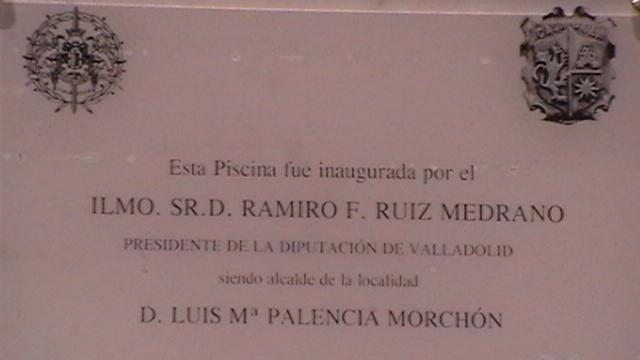 Esta Piscina fue inaugurada por el
ILMO. SR.D. RAMIRO F. RUIZ MEDRANO
PRESIDENTE DE LA DIPUTACIÓN DE VALLADOLID
siendo alcalde de la localidad
D. LUIS Mª PALENCIA MORCHÓN